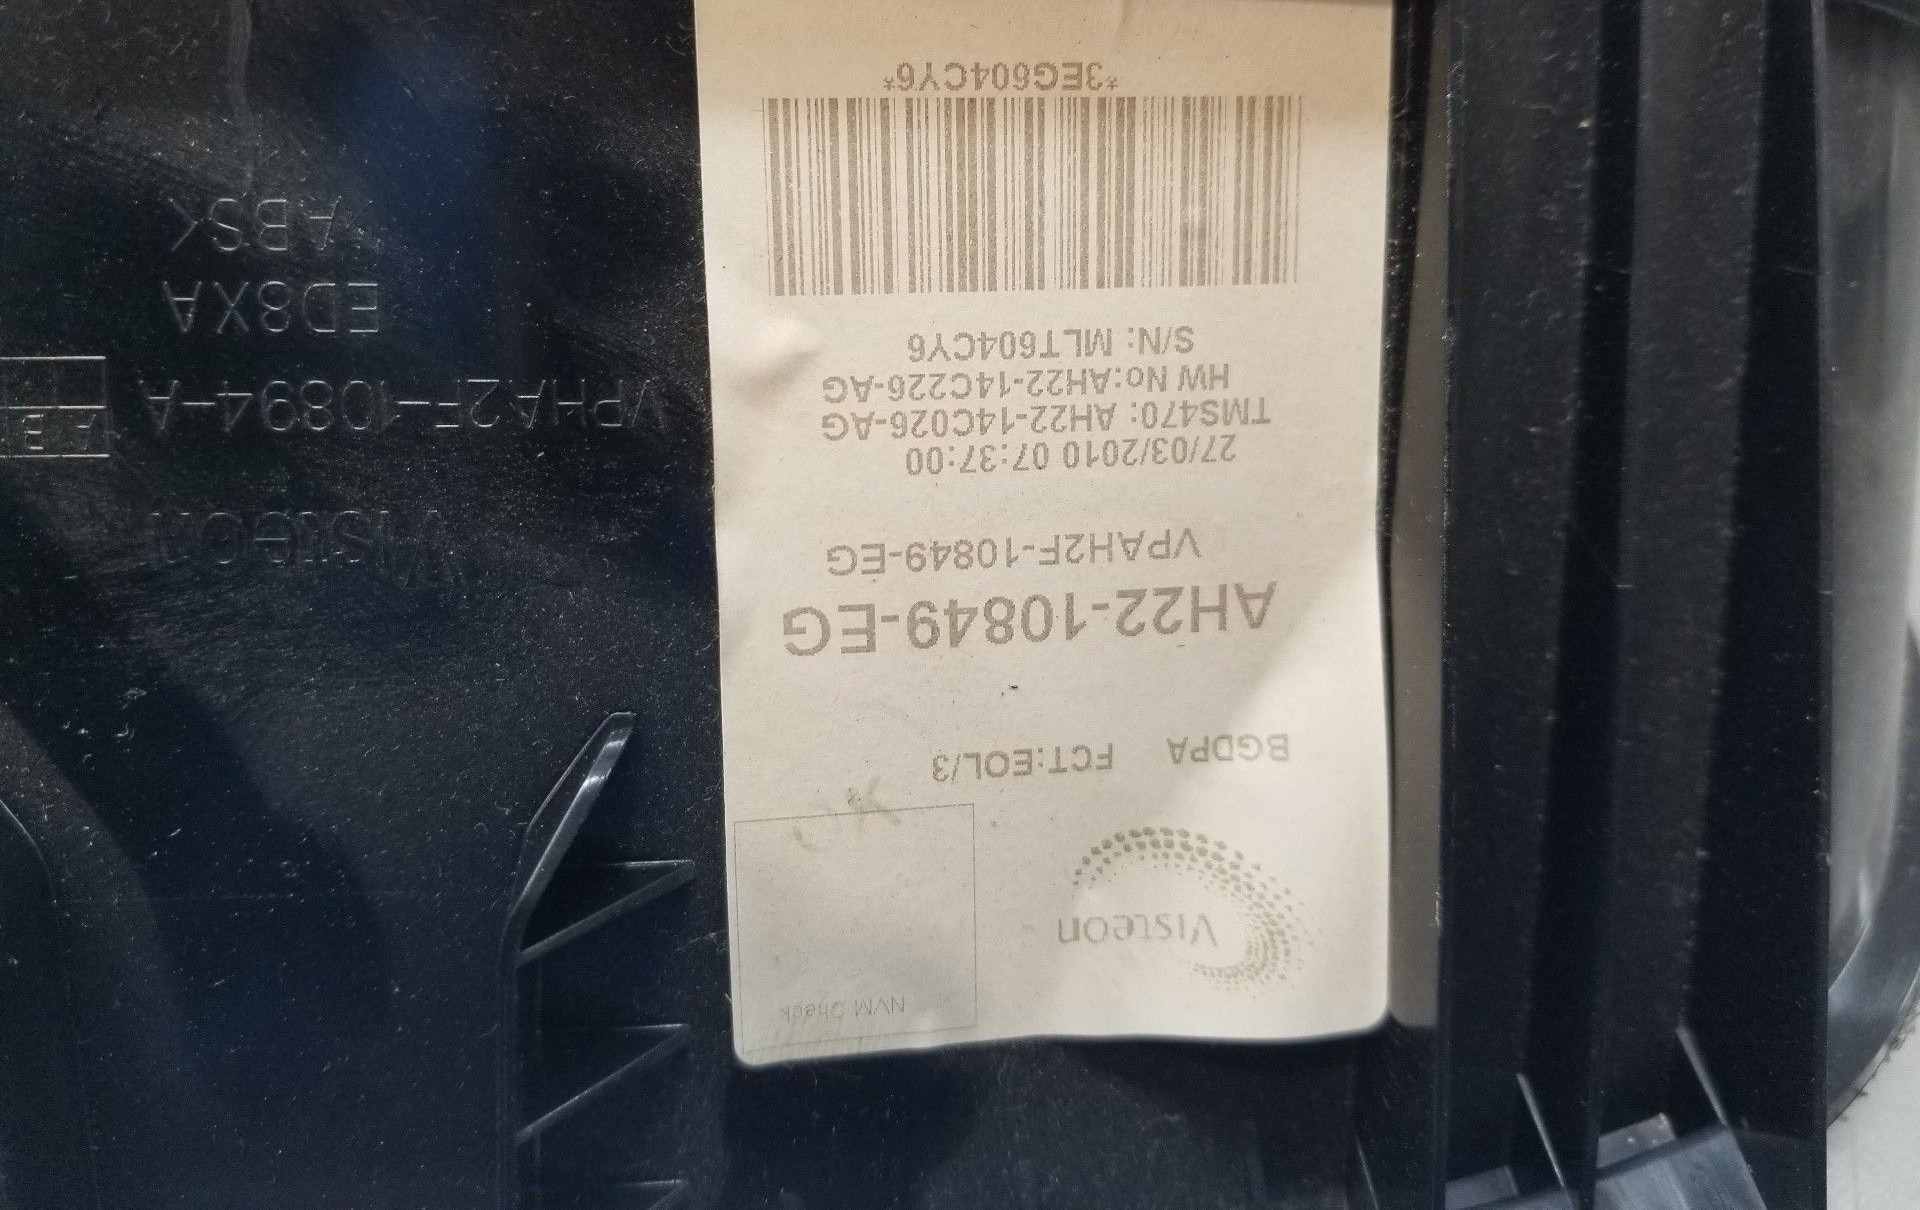 NVM Check
Visteon
BGDPA FCT:EOL/3
AH22-10849-EG
VPAH2F-10849-EG
27/03/2010 07:37:00
TMS470: AH22-14C026-AG
HW No:AH22-14C226-AG
S/N: MLT604CY6
*3EG604CY6*
Visteon
VPHA2F-10894-A
ED8XA
ABSK